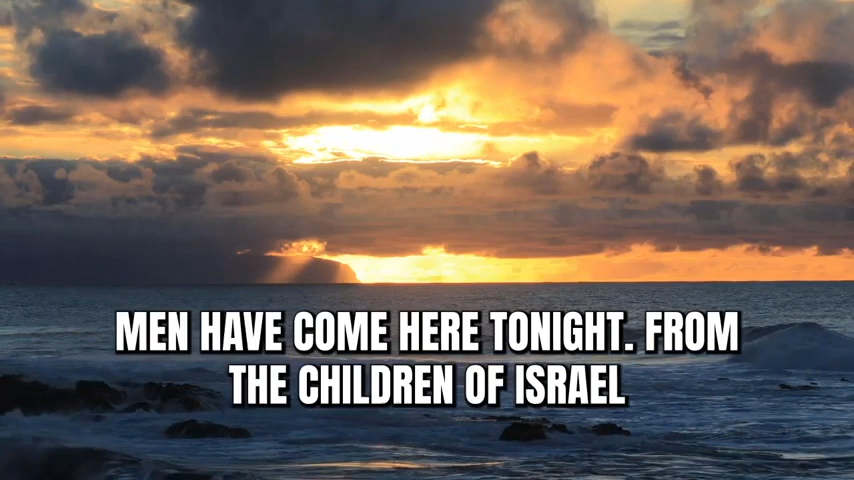 MEN HAVE COME HERE TONIGHT. FROM
THE CHILDREN OF ISRAEL